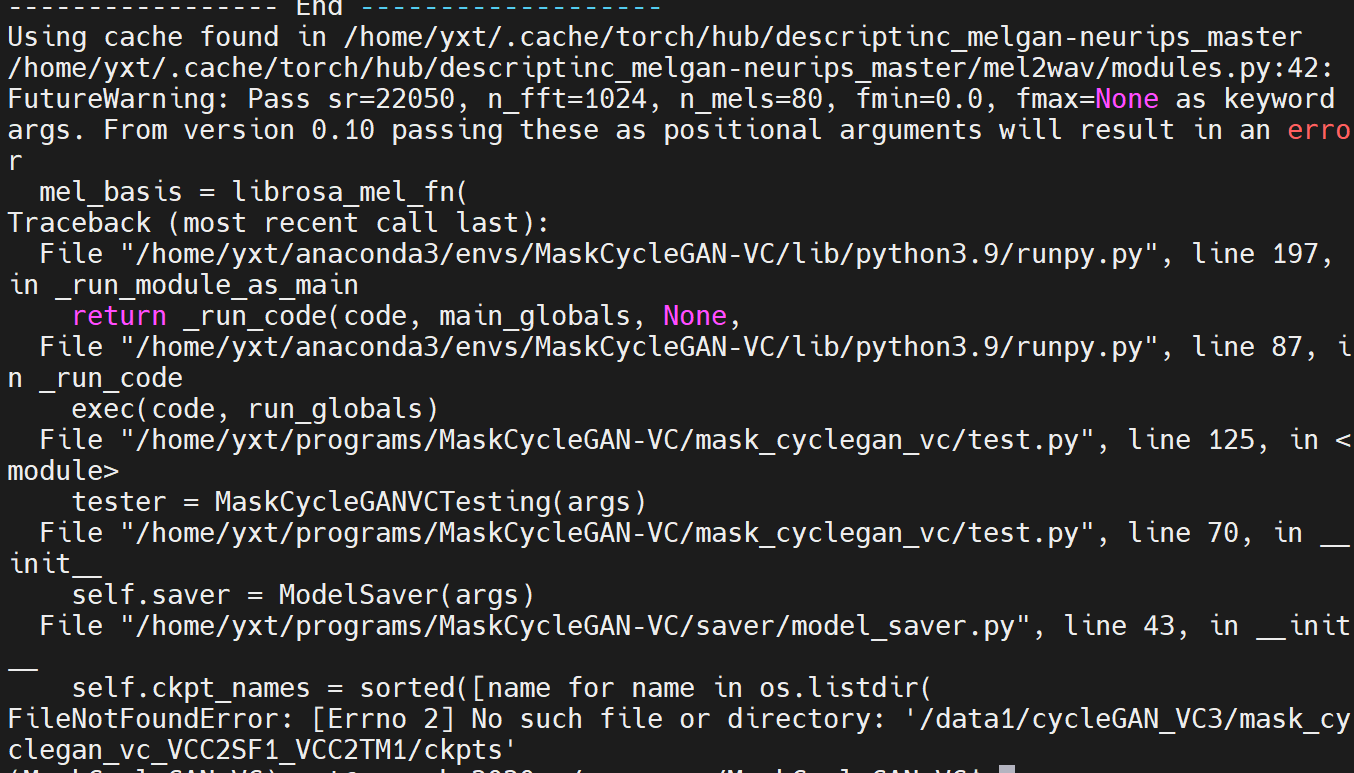 ----------------- End -------------------
Using cache found in /home/yxt/.cache/torch/hub/descriptinc_melgan-neurips_master
/home/yxt/.cache/torch/hub/descriptinc_melgan-neurips_master/mel2wav/modules.py:42:
FutureWarning: Pass sr=22050, n_fft=1024, n_mels=80, fmin=0.0, fmax=None as keyword
args. From version 0.10 passing these as positional arguments will result in an erro
r
  mel_basis = librosa_mel_fn(
Traceback (most recent call last):
  File "/home/yxt/anaconda3/envs/MaskCycleGAN-VC/lib/python3.9/runpy.py", line 197,
in _run_module_as_main
    return _run_code(code, main_globals, None,
  File "/home/yxt/anaconda3/envs/MaskCycleGAN-VC/lib/python3.9/runpy.py", line 87, i
n _run_code
    exec(code, run_globals)
  File "/home/yxt/programs/MaskCycleGAN-VC/mask_cyclegan_vc/test.py", line 125, in <
module>
    tester = MaskCycleGANVCTesting(args)
  File "/home/yxt/programs/MaskCycleGAN-VC/mask_cyclegan_vc/test.py", line 70, in __
init__
    self.saver = ModelSaver(args)
  File "/home/yxt/programs/MaskCycleGAN-VC/saver/model_saver.py", line 43, in __init
__
    self.ckpt_names = sorted([name for name in os.listdir(
FileNotFoundError: [Errno 2] No such file or directory: '/data1/cycleGAN_VC3/mask_cy
clegan_vc_VCC2SF1_VCC2TM1/ckpts'